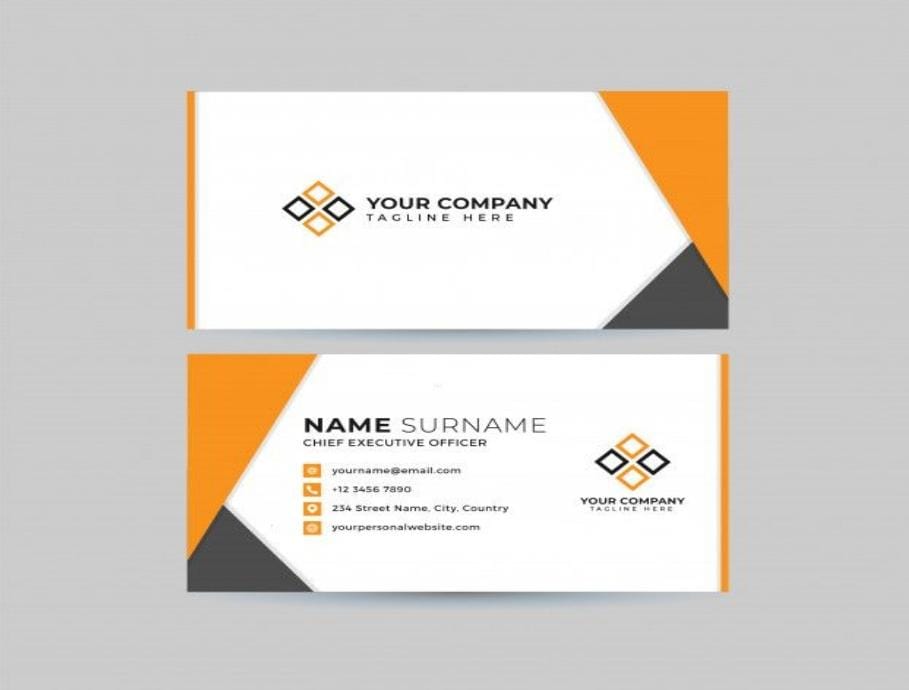 YOUR COMPANY
TAGLINE HERE
NAME SURNAME
CHIEF EXECUTIVE OFFICER
yourname@email.com
+12 3456 7890
234 Street Name, City, Country
yourpersonalwebsite.com
YOUR COMPANY
TAGLINE HERE